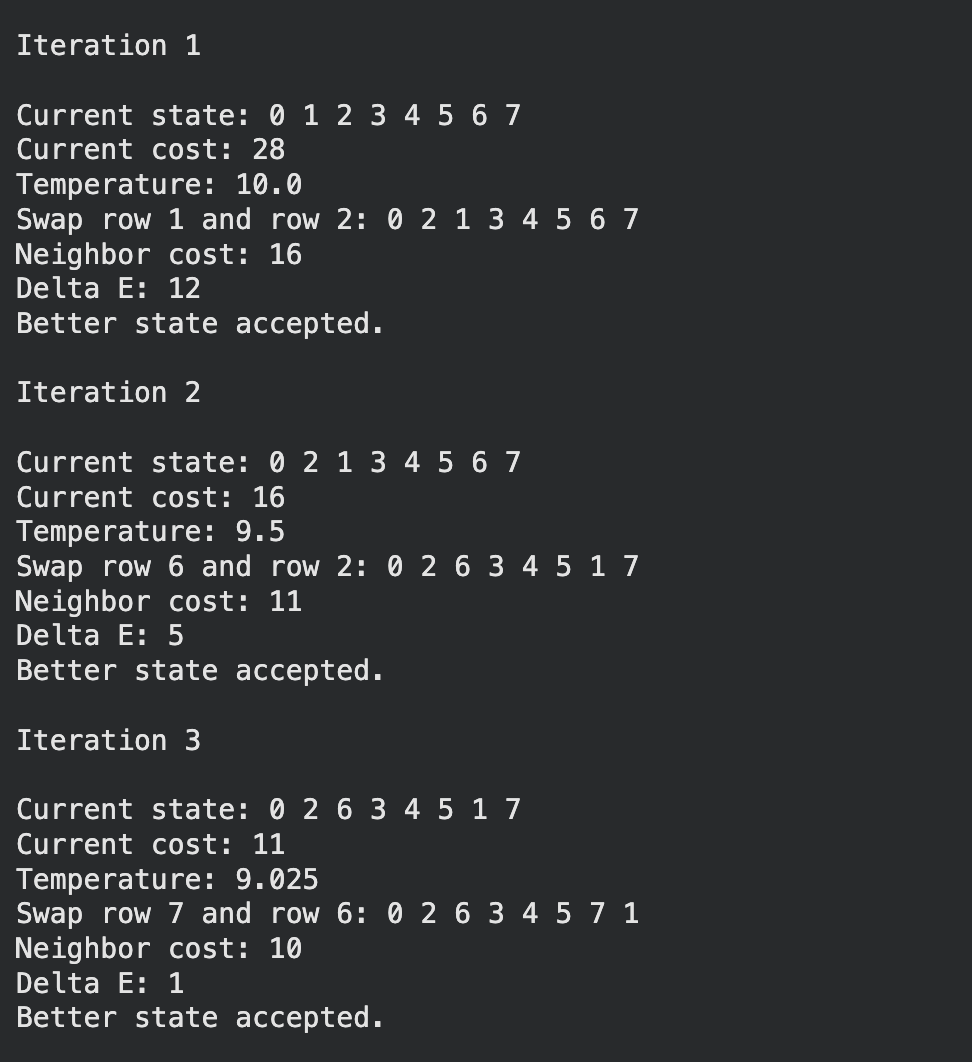 Iteration 1
Current state: 0 1 2 3 4 5 6 7
Current cost: 28
Temperature: 10.0
Swap row 1 and row 2: 0 2 1 3 4 5 6 7
Neighbor cost: 16
Delta E: 12
Better state accepted.
Iteration 2
Current state: 0 2 1 3 4 5 6 7
Current cost: 16
Temperature: 9.5
Swap row 6 and row 2: 0 2 6 3 4 5 1 7
Neighbor cost: 11
Delta E: 5
Better state accepted.
Iteration 3
Current state: 0 2 6 3 4 5 1 7
Current cost: 11
Temperature: 9.025
Swap row 7 and row 6: 0 2 6 3 4 5 7 1
Neighbor cost: 10
Delta E: 1
Better state accepted.